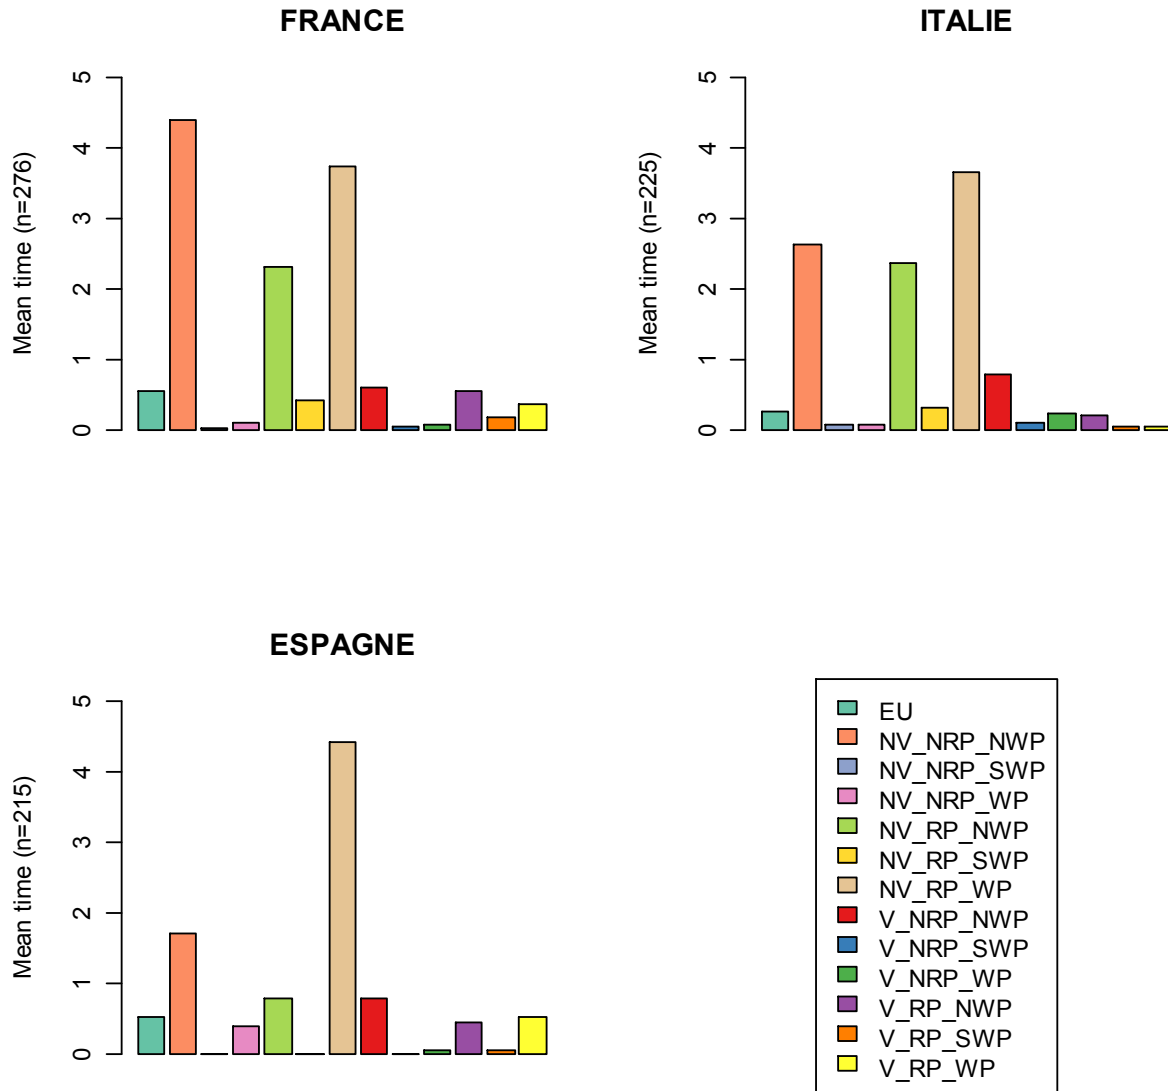 FRANCE
Mean time (n=276)
5
4
3
2
1
0
ITALIE
Mean time (n=225)
5
4
3
2
1
0
ESPAGNE
Mean time (n=215)
5
4
3
2
1
0
EU
NV_NRP_NWP
NV_NRP_SWP
NV_NRP_WP
NV_RP_NWP
NV_RP_SWP
NV_RP_WP
V_NRP_NWP
V_NRP_SWP
V_NRP_WP
V_RP_NWP
V_RP_SWP
V_RP_WP